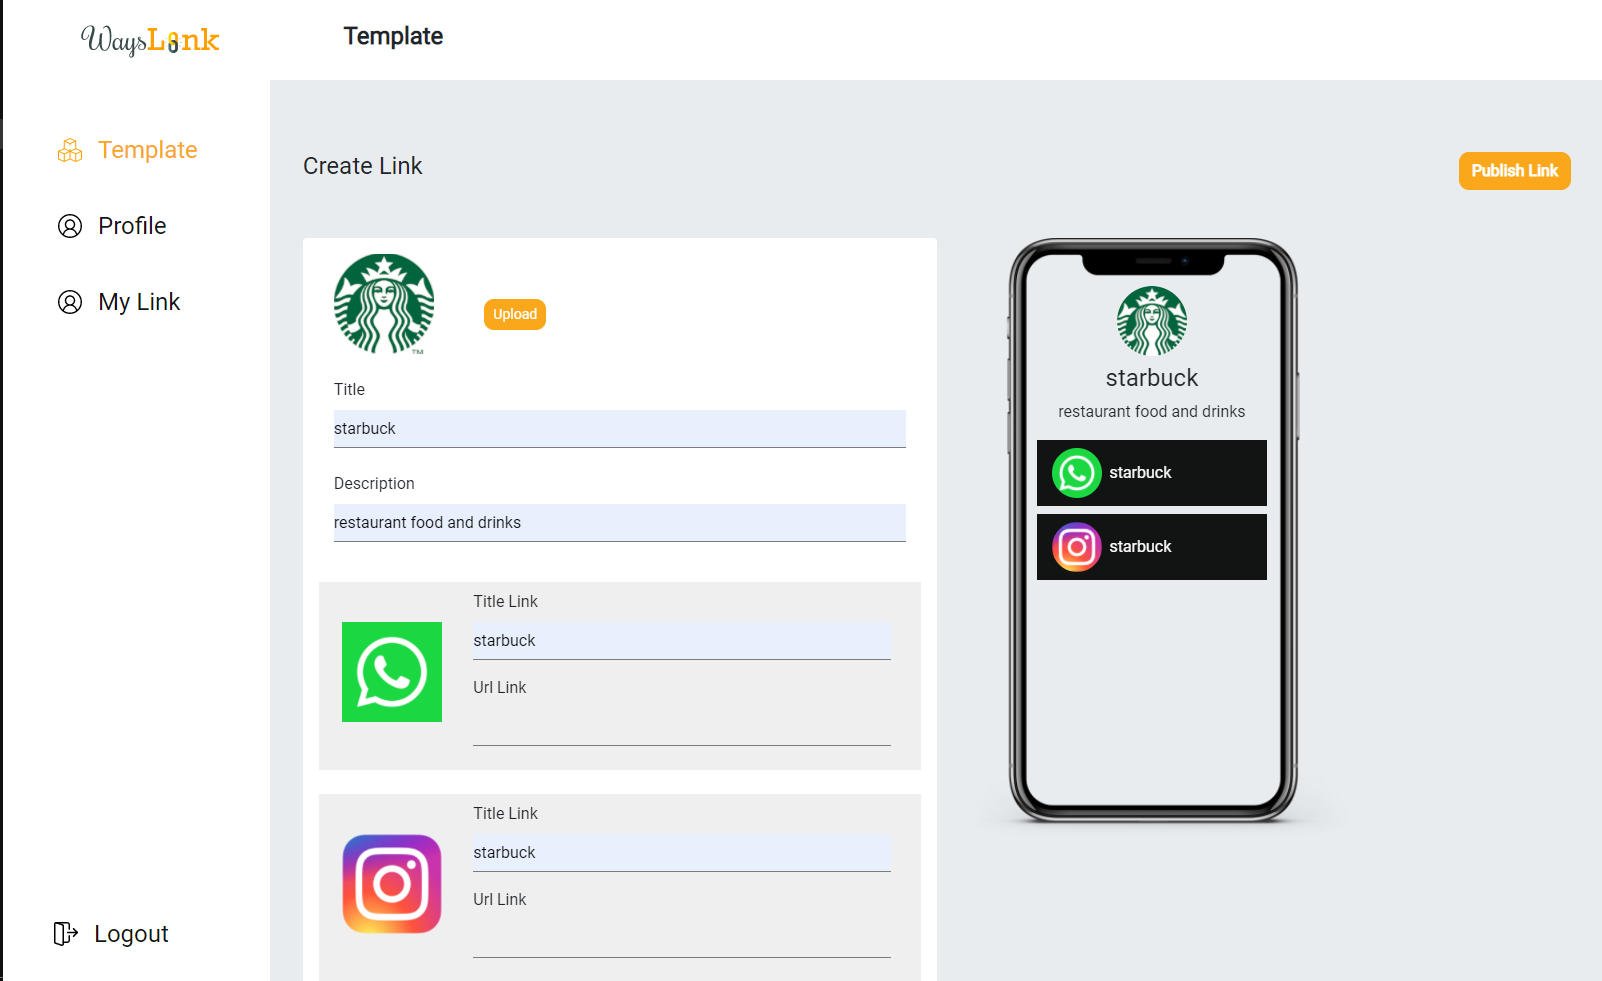 WaysLink
Template
Template
Profile
My Link
Logout
Create Link
Publish Link
TM
Upload
Title
starbuck
Description
restaurant food and drinks
Title Link
starbuck
Url Link
Title Link
starbuck
Url Link
starbuck
restaurant food and drinks
starbuck
starbuck